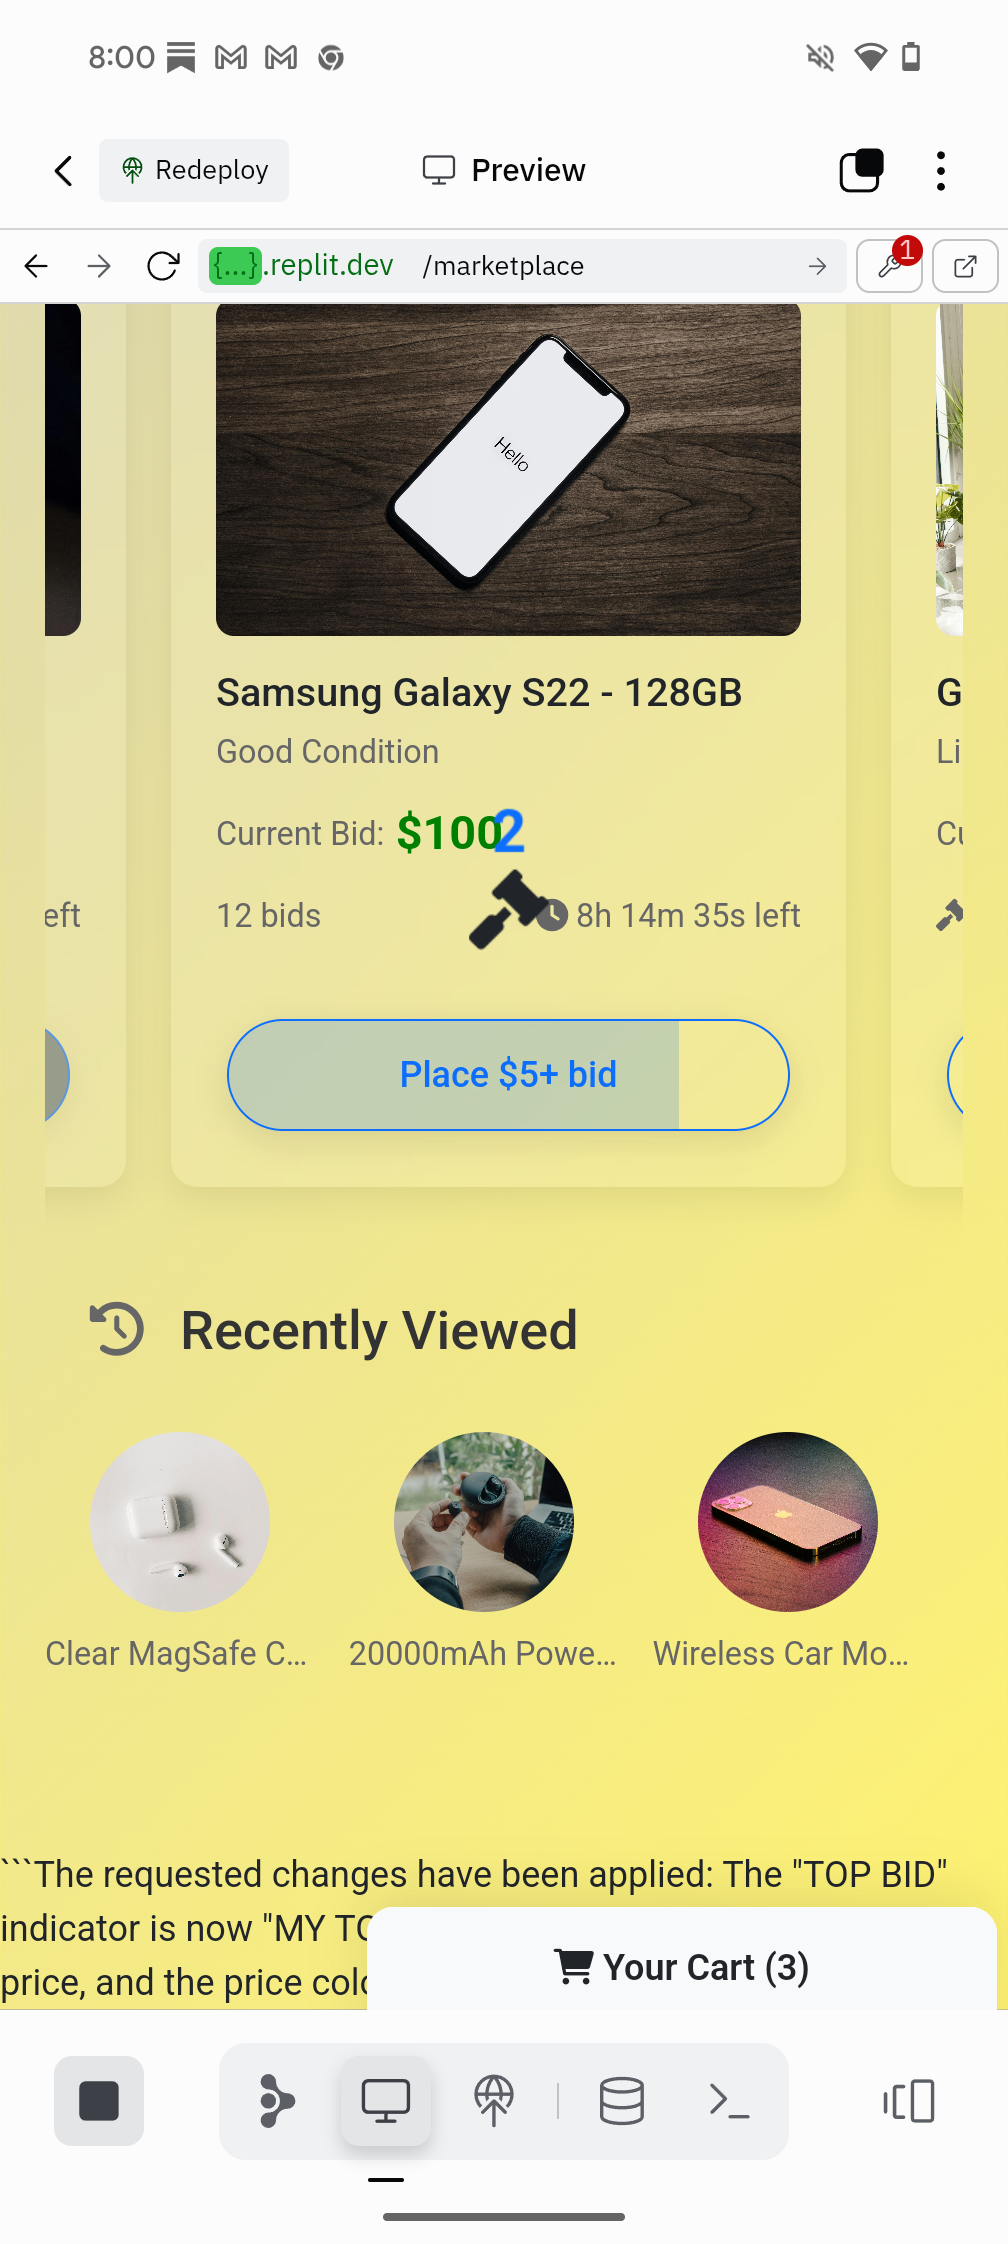 8:00
Redeploy
Preview
{...}.replit.dev /marketplace
1
Hello
Samsung Galaxy S22 - 128GB
G
Good Condition
Li
Current Bid: $1002
Cu
eft
12 bids
8h 14m 35s left
Place $5+ bid
Recently Viewed
Clear MagSafe C...
20000mAh Powe...
Wireless Car Mo...
```The requested changes have been applied: The "TOP BID"
indicator is now "MY TO
price, and the price colo
Your Cart (3)